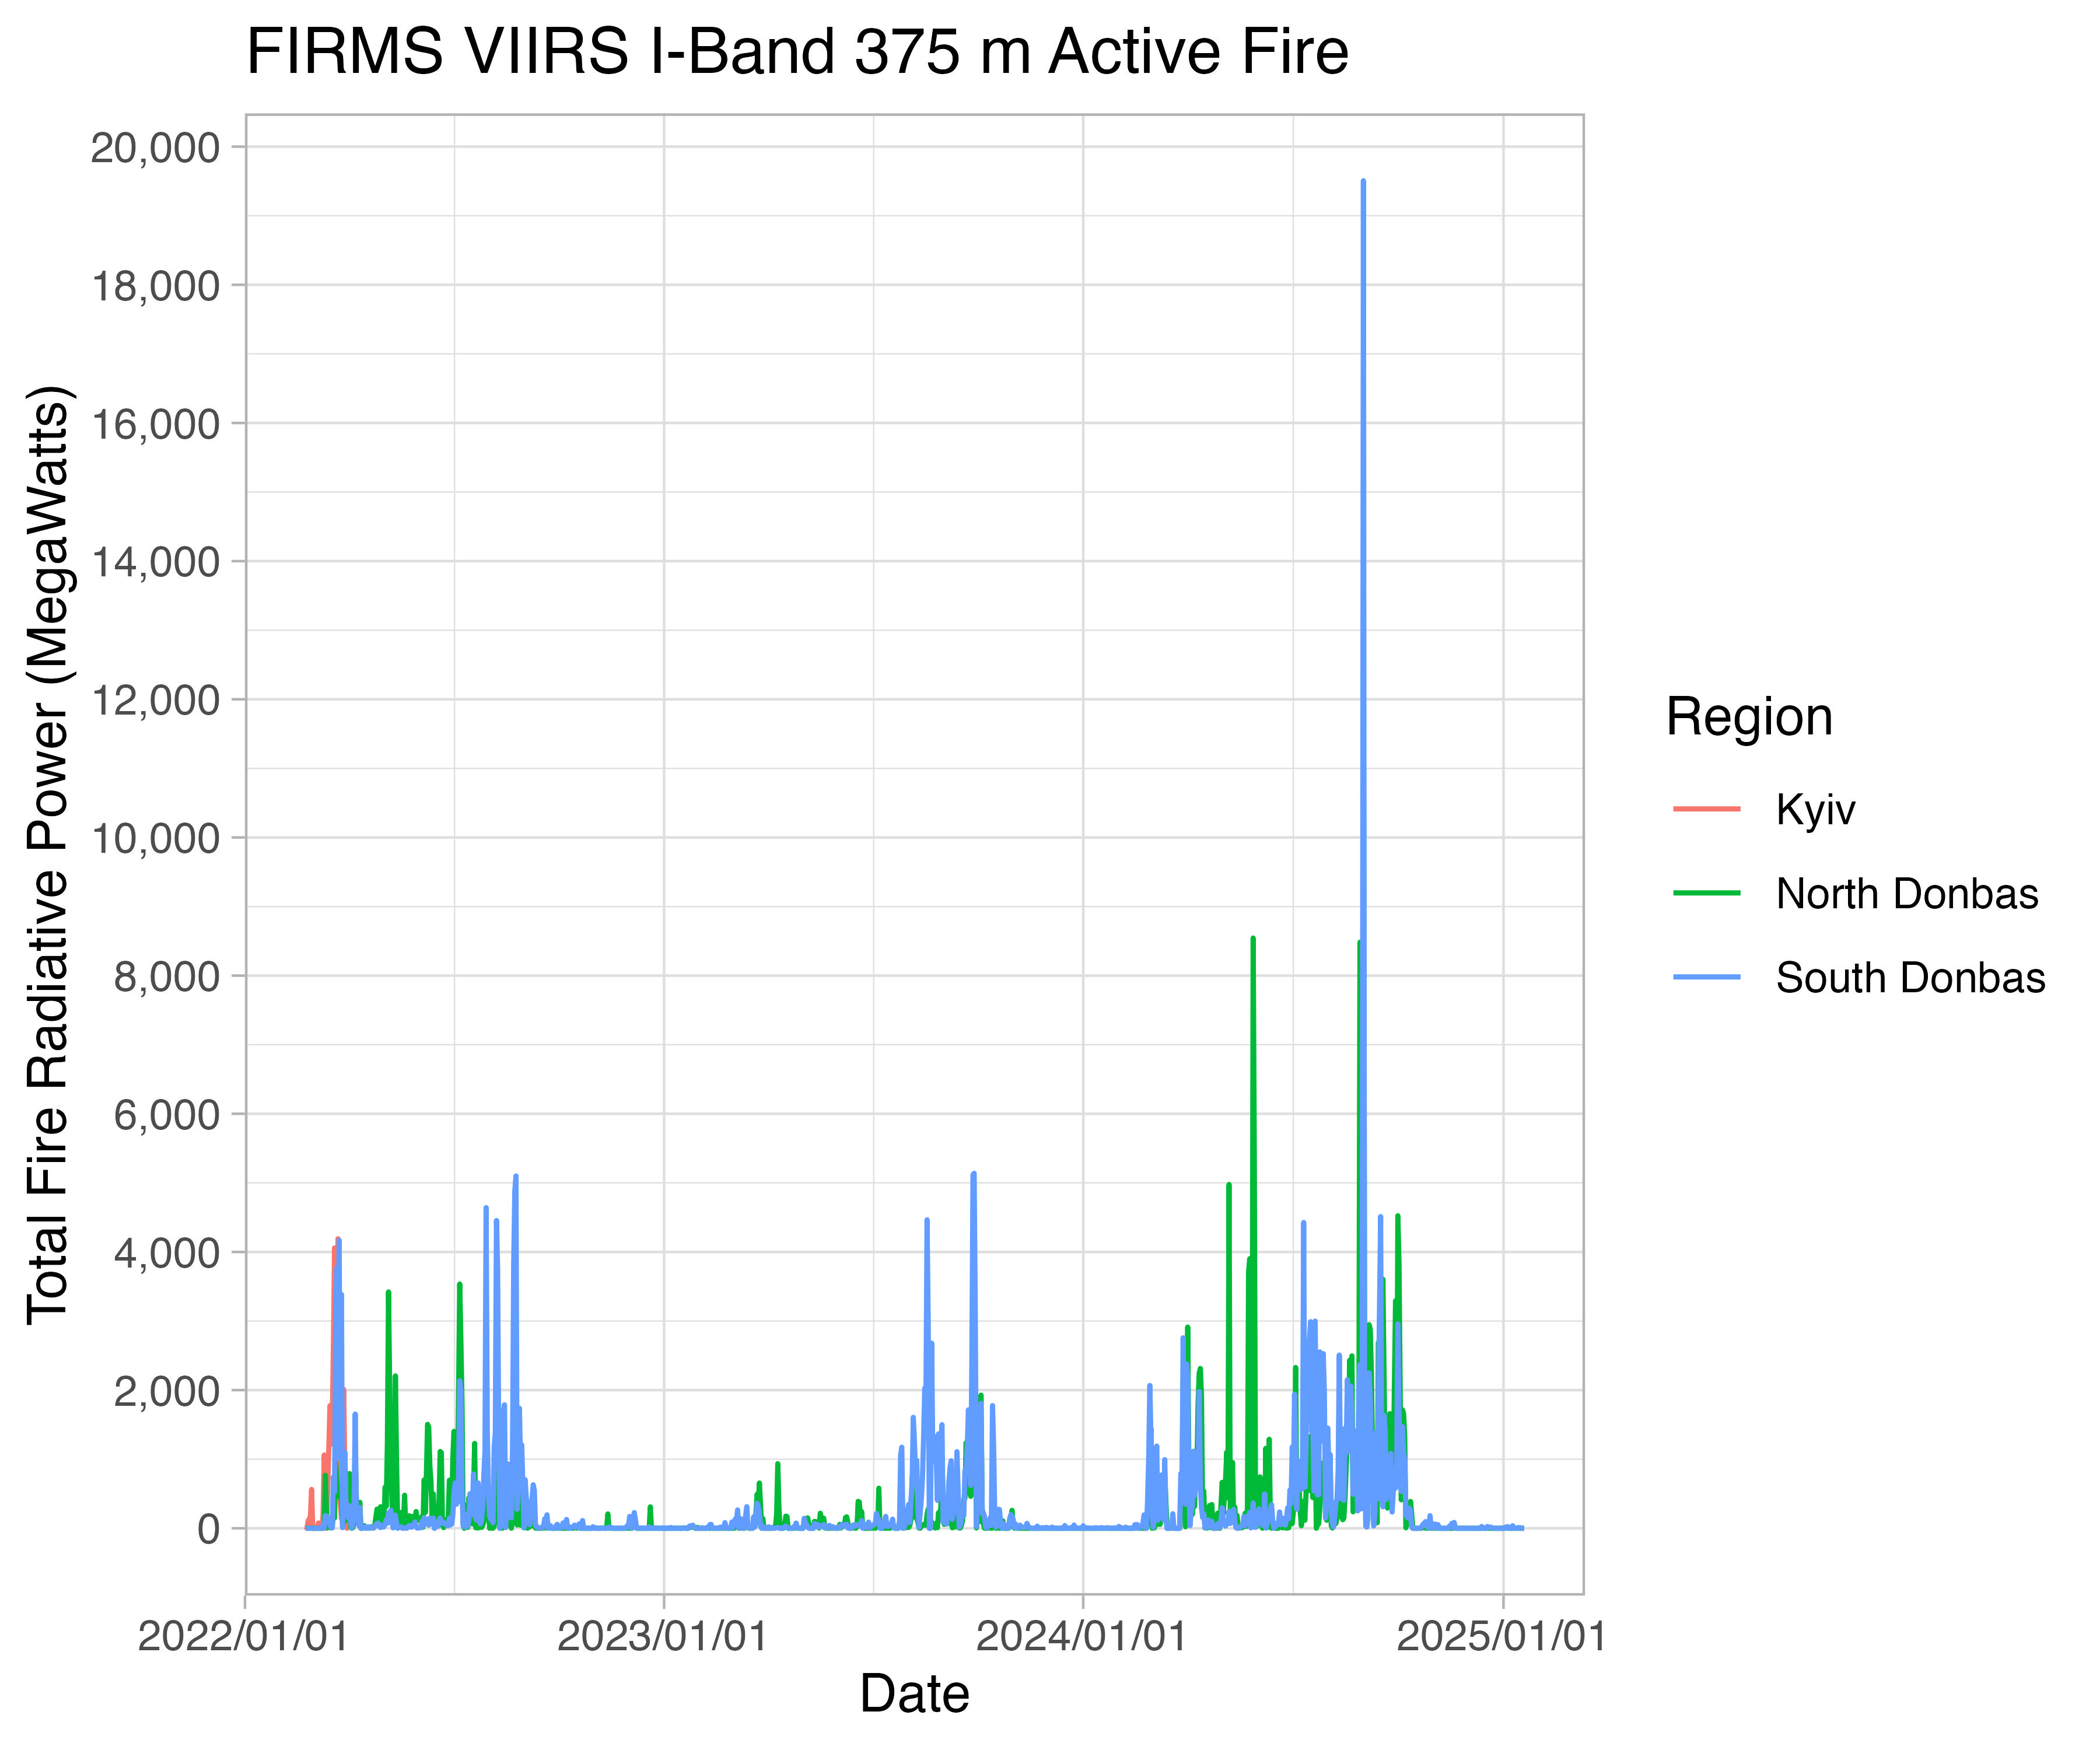 FIRMS VIIRS I-Band 375 m Active Fire
Total Fire Radiative Power (MegaWatts)
20,000
18,000
16,000
14,000
12,000
10,000
8,000
6,000
4,000
2,000
0
2022/01/01 2023/01/01 2024/01/01 2025/01/01
Date
Region
Kyiv
North Donbas
South Donbas